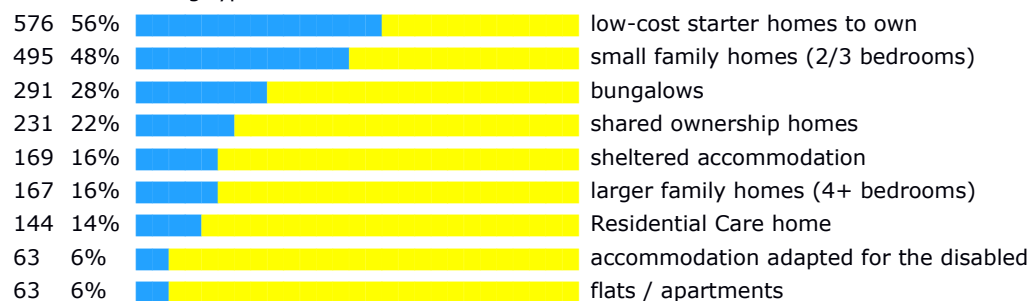 576 56% low-cost starter homes to own
495 48% small family homes (2/3 bedrooms)
291 28% bungalows
231 22% shared ownership homes
169 16% sheltered accommodation
167 16% larger family homes (4+ bedrooms)
144 14% Residential Care home
63 6% accommodation adapted for the disabled
63 6% flats / apartments